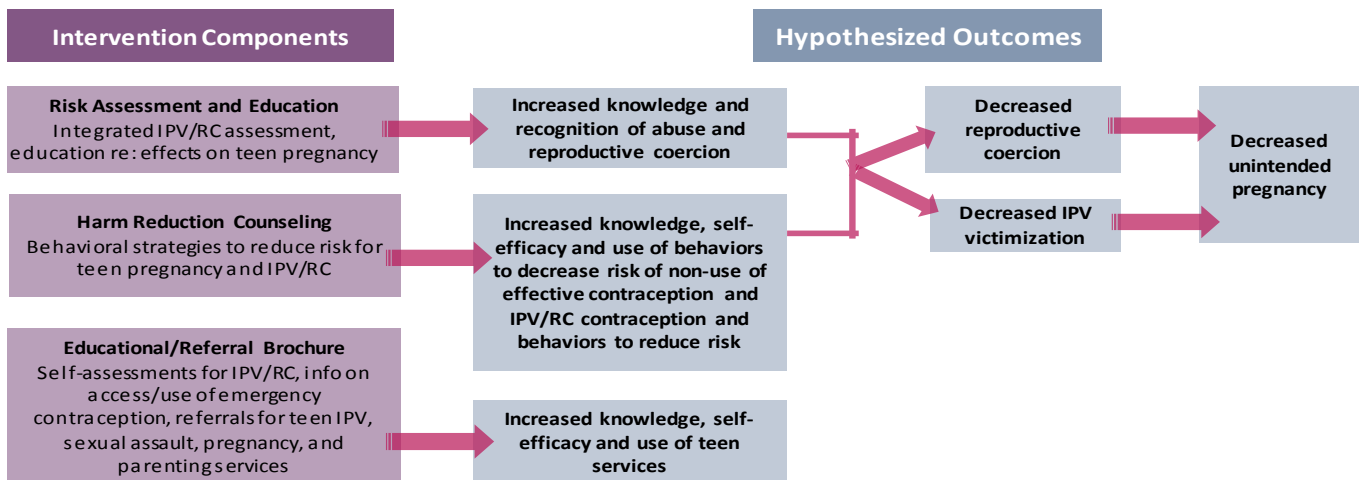 Intervention Components
Hypothesized Outcomes
Risk Assessment and Education
Integrated IPV/RC assessment,
education re: effects on teen pregnancy
Increased knowledge and
recognition of abuse and
reproductive coercion
Decreased
reproductive
coercion
Decreased
unintended
pregnancy
Harm Reduction Counseling
Behavioral strategies to reduce risk for
teen pregnancy and IPV/RC
Increased knowledge, self-
efficacy and use of behaviors
to decrease risk of non-use of
effective contraception and
IPV/RC contraception and
behaviors to reduce risk
Decreased IPV
victimization
Educational/Referral Brochure
Self-assessments for IPV/RC, info on
access/use of emergency
contraception, referrals for teen IPV,
sexual assault, pregnancy, and
parenting services
Increased knowledge, self-
efficacy and use of teen
services